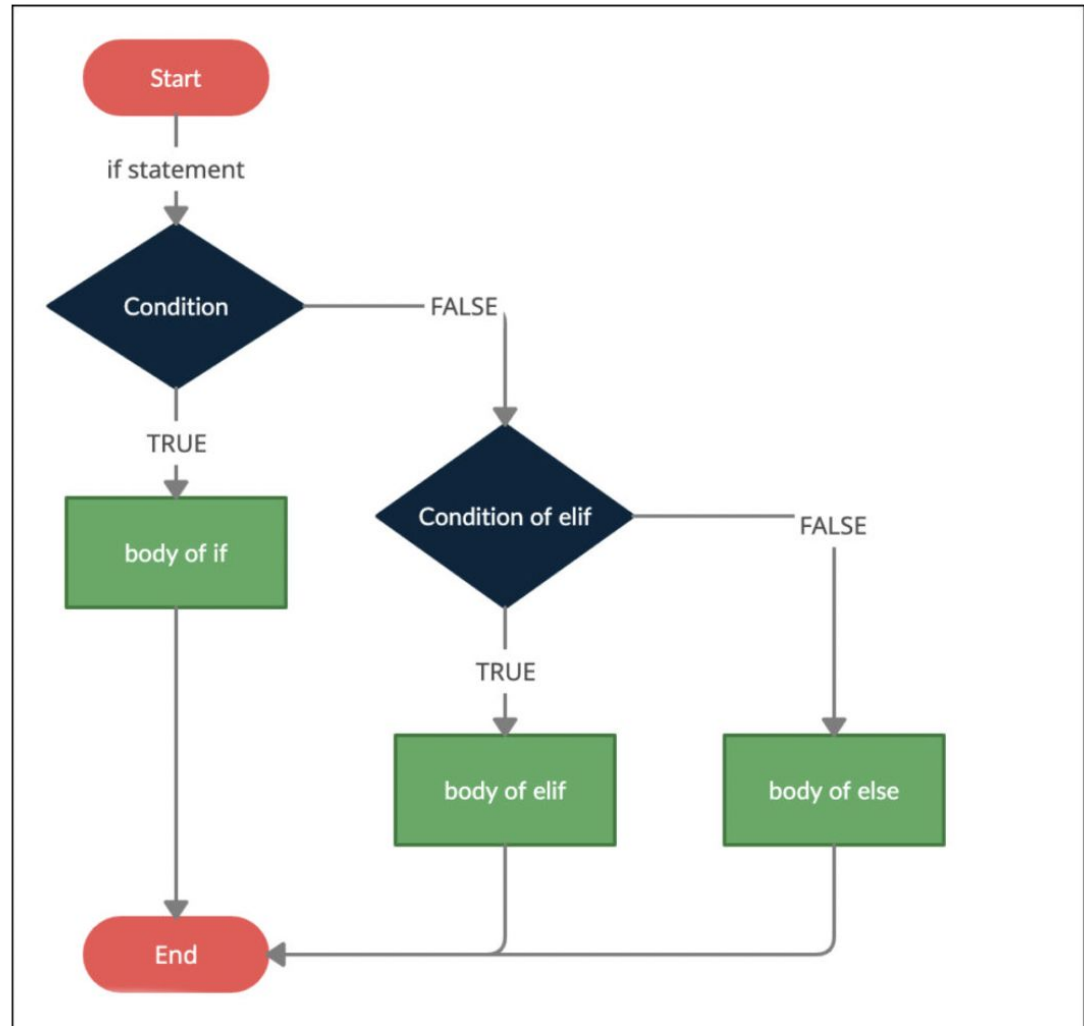 Start
if statement
Condition
FALSE
TRUE
body of if
Condition of elif
FALSE
TRUE
body of elif
body of else
End